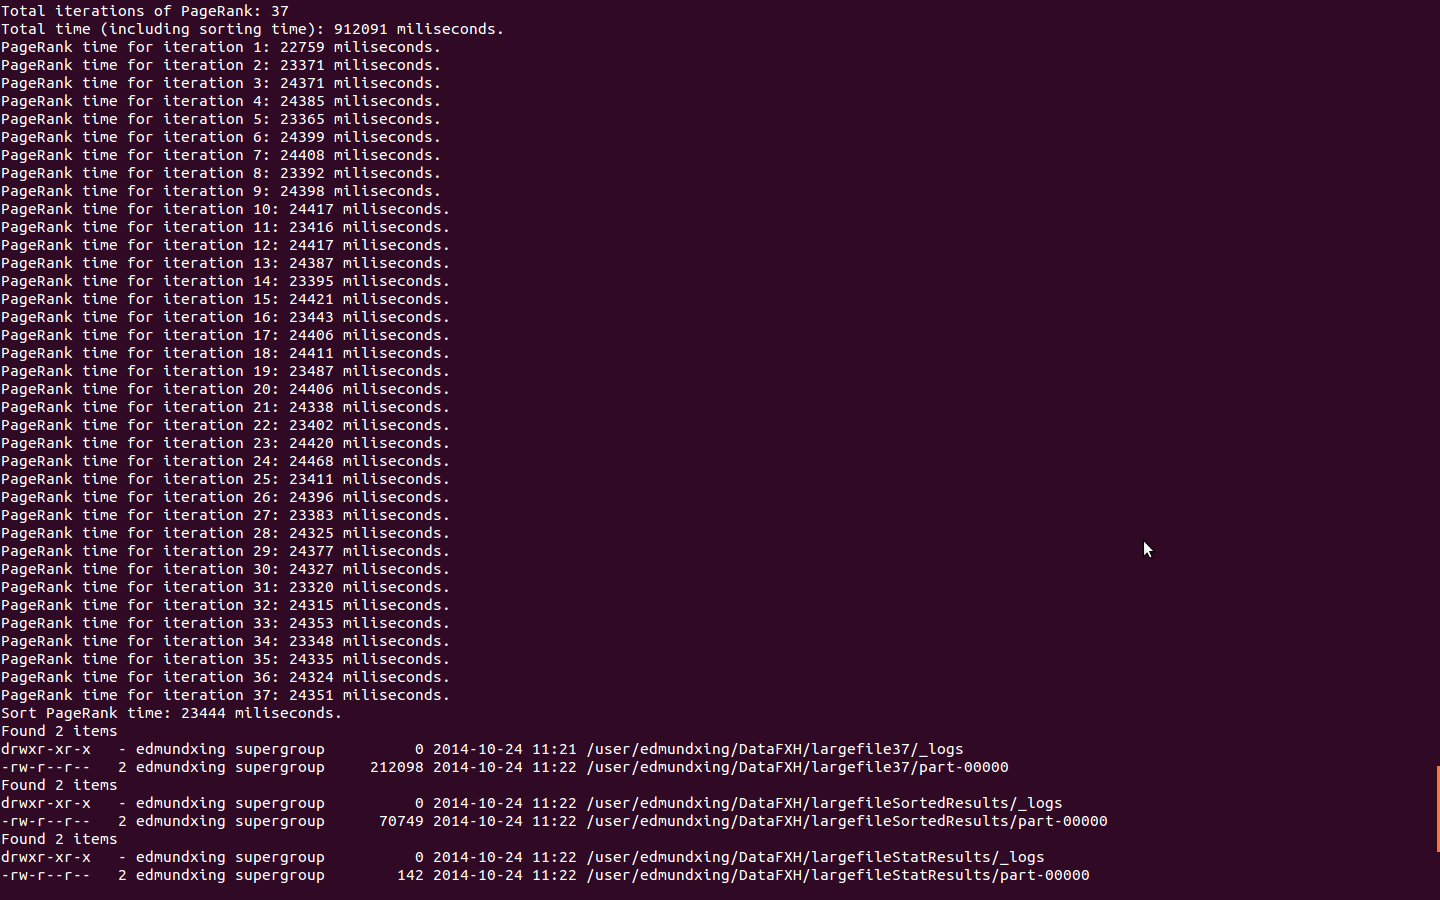 Total iterations of PageRank: 37
Total time (including sorting time): 912091 miliseconds.
PageRank time for iteration 1: 22759 miliseconds.
PageRank time for iteration 2: 23371 miliseconds.
PageRank time for iteration 3: 24371 miliseconds.
PageRank time for iteration 4: 24385 miliseconds.
PageRank time for iteration 5: 23365 miliseconds.
PageRank time for iteration 6: 24399 miliseconds.
PageRank time for iteration 7: 24408 miliseconds.
PageRank time for iteration 8: 23392 miliseconds.
PageRank time for iteration 9: 24398 miliseconds.
PageRank time for iteration 10: 24417 miliseconds.
PageRank time for iteration 11: 23416 miliseconds.
PageRank time for iteration 12: 24417 miliseconds.
PageRank time for iteration 13: 24387 miliseconds.
PageRank time for iteration 14: 23395 miliseconds.
PageRank time for iteration 15: 24421 miliseconds.
PageRank time for iteration 16: 23443 miliseconds.
PageRank time for iteration 17: 24406 miliseconds.
PageRank time for iteration 18: 24411 miliseconds.
PageRank time for iteration 19: 23487 miliseconds.
PageRank time for iteration 20: 24406 miliseconds.
PageRank time for iteration 21: 24338 miliseconds.
PageRank time for iteration 22: 23402 miliseconds.
PageRank time for iteration 23: 24420 miliseconds.
PageRank time for iteration 24: 24468 miliseconds.
PageRank time for iteration 25: 23411 miliseconds.
PageRank time for iteration 26: 24396 miliseconds.
PageRank time for iteration 27: 23383 miliseconds.
PageRank time for iteration 28: 24325 miliseconds.
PageRank time for iteration 29: 24377 miliseconds.
PageRank time for iteration 30: 24327 miliseconds.
PageRank time for iteration 31: 23320 miliseconds.
PageRank time for iteration 32: 24315 miliseconds.
PageRank time for iteration 33: 24353 miliseconds.
PageRank time for iteration 34: 23348 miliseconds.
PageRank time for iteration 35: 24335 miliseconds.
PageRank time for iteration 36: 24324 miliseconds.
PageRank time for iteration 37: 24351 miliseconds.
Sort PageRank time: 23444 miliseconds.
Found 2 items
drwxr-xr-x   - edmundxing supergroup          0 2014-10-24 11:21 /user/edmundxing/DataFXH/largefile37/_logs
-rw-r--r--   2 edmundxing supergroup     212098 2014-10-24 11:22 /user/edmundxing/DataFXH/largefile37/part-00000
Found 2 items
drwxr-xr-x   - edmundxing supergroup          0 2014-10-24 11:22 /user/edmundxing/DataFXH/largefileSortedResults/_logs
-rw-r--r--   2 edmundxing supergroup      70749 2014-10-24 11:22 /user/edmundxing/DataFXH/largefileSortedResults/part-00000
Found 2 items
drwxr-xr-x   - edmundxing supergroup          0 2014-10-24 11:22 /user/edmundxing/DataFXH/largefileStatResults/_logs
-rw-r--r--   2 edmundxing supergroup        142 2014-10-24 11:22 /user/edmundxing/DataFXH/largefileStatResults/part-00000